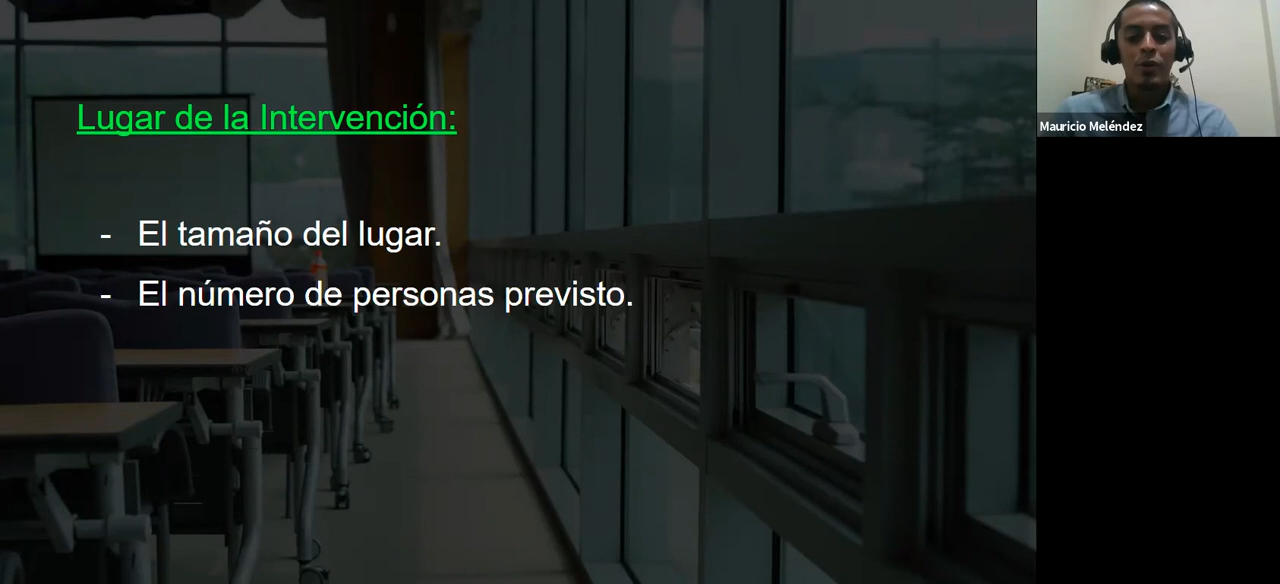 Lugar de la Intervención:
- El tamaño del lugar.
- El número de personas previsto.
Mauricio Meléndez